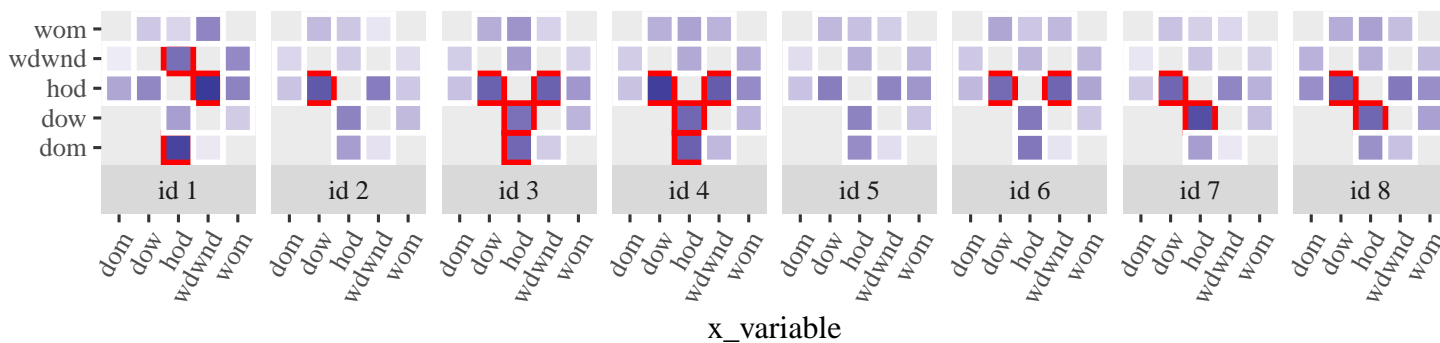 wom
wdwnd
hod
dow
dom
id 1 id 2 id 3 id 4 id 5 id 6 id 7 id 8
dom dow hod wdwnd wom dom dow hod wdwnd wom dom dow hod wdwnd wom dom dow hod wdwnd wom dom dow hod wdwnd wom dom dow hod wdwnd wom dom dow hod wdwnd wom dom dow hod wdwnd wom
x_variable